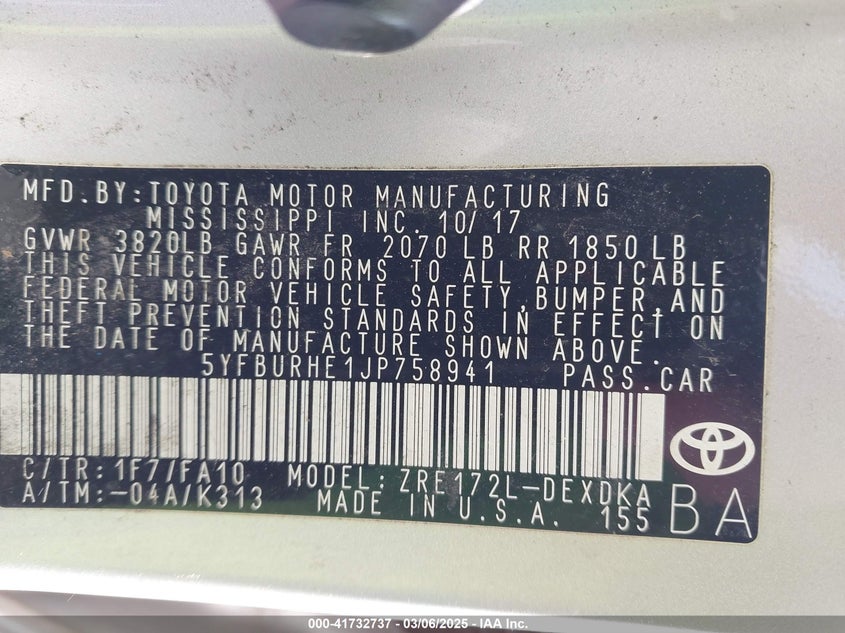 MFD.BY:TOYOTA MOTOR MANUFACTURING
MISSISSIPPI INC. 10/17
GVWR 3820LB GAWR FR 2070 LB RR 1850 LB
THIS VEHICLE CONFORMS TO ALL APPLICABLE
FEDERAL MOTOR VEHICLE SAFETY,BUMPER,AND
THEFT PREVENTION STANDARDS IN EFFECT ON
THE DATE OF MANUFACTURE SHOWN ABOVE.
5YFBURHE1JP758941 PASS.CAR
C/TR:1F7/FA10 MODEL:ZRE172L-DEXDKA
A/TM:-04A/K313 MADE IN U.S.A. 155 BA
000-41732737 - 03/06/2025 - IAA Inc.